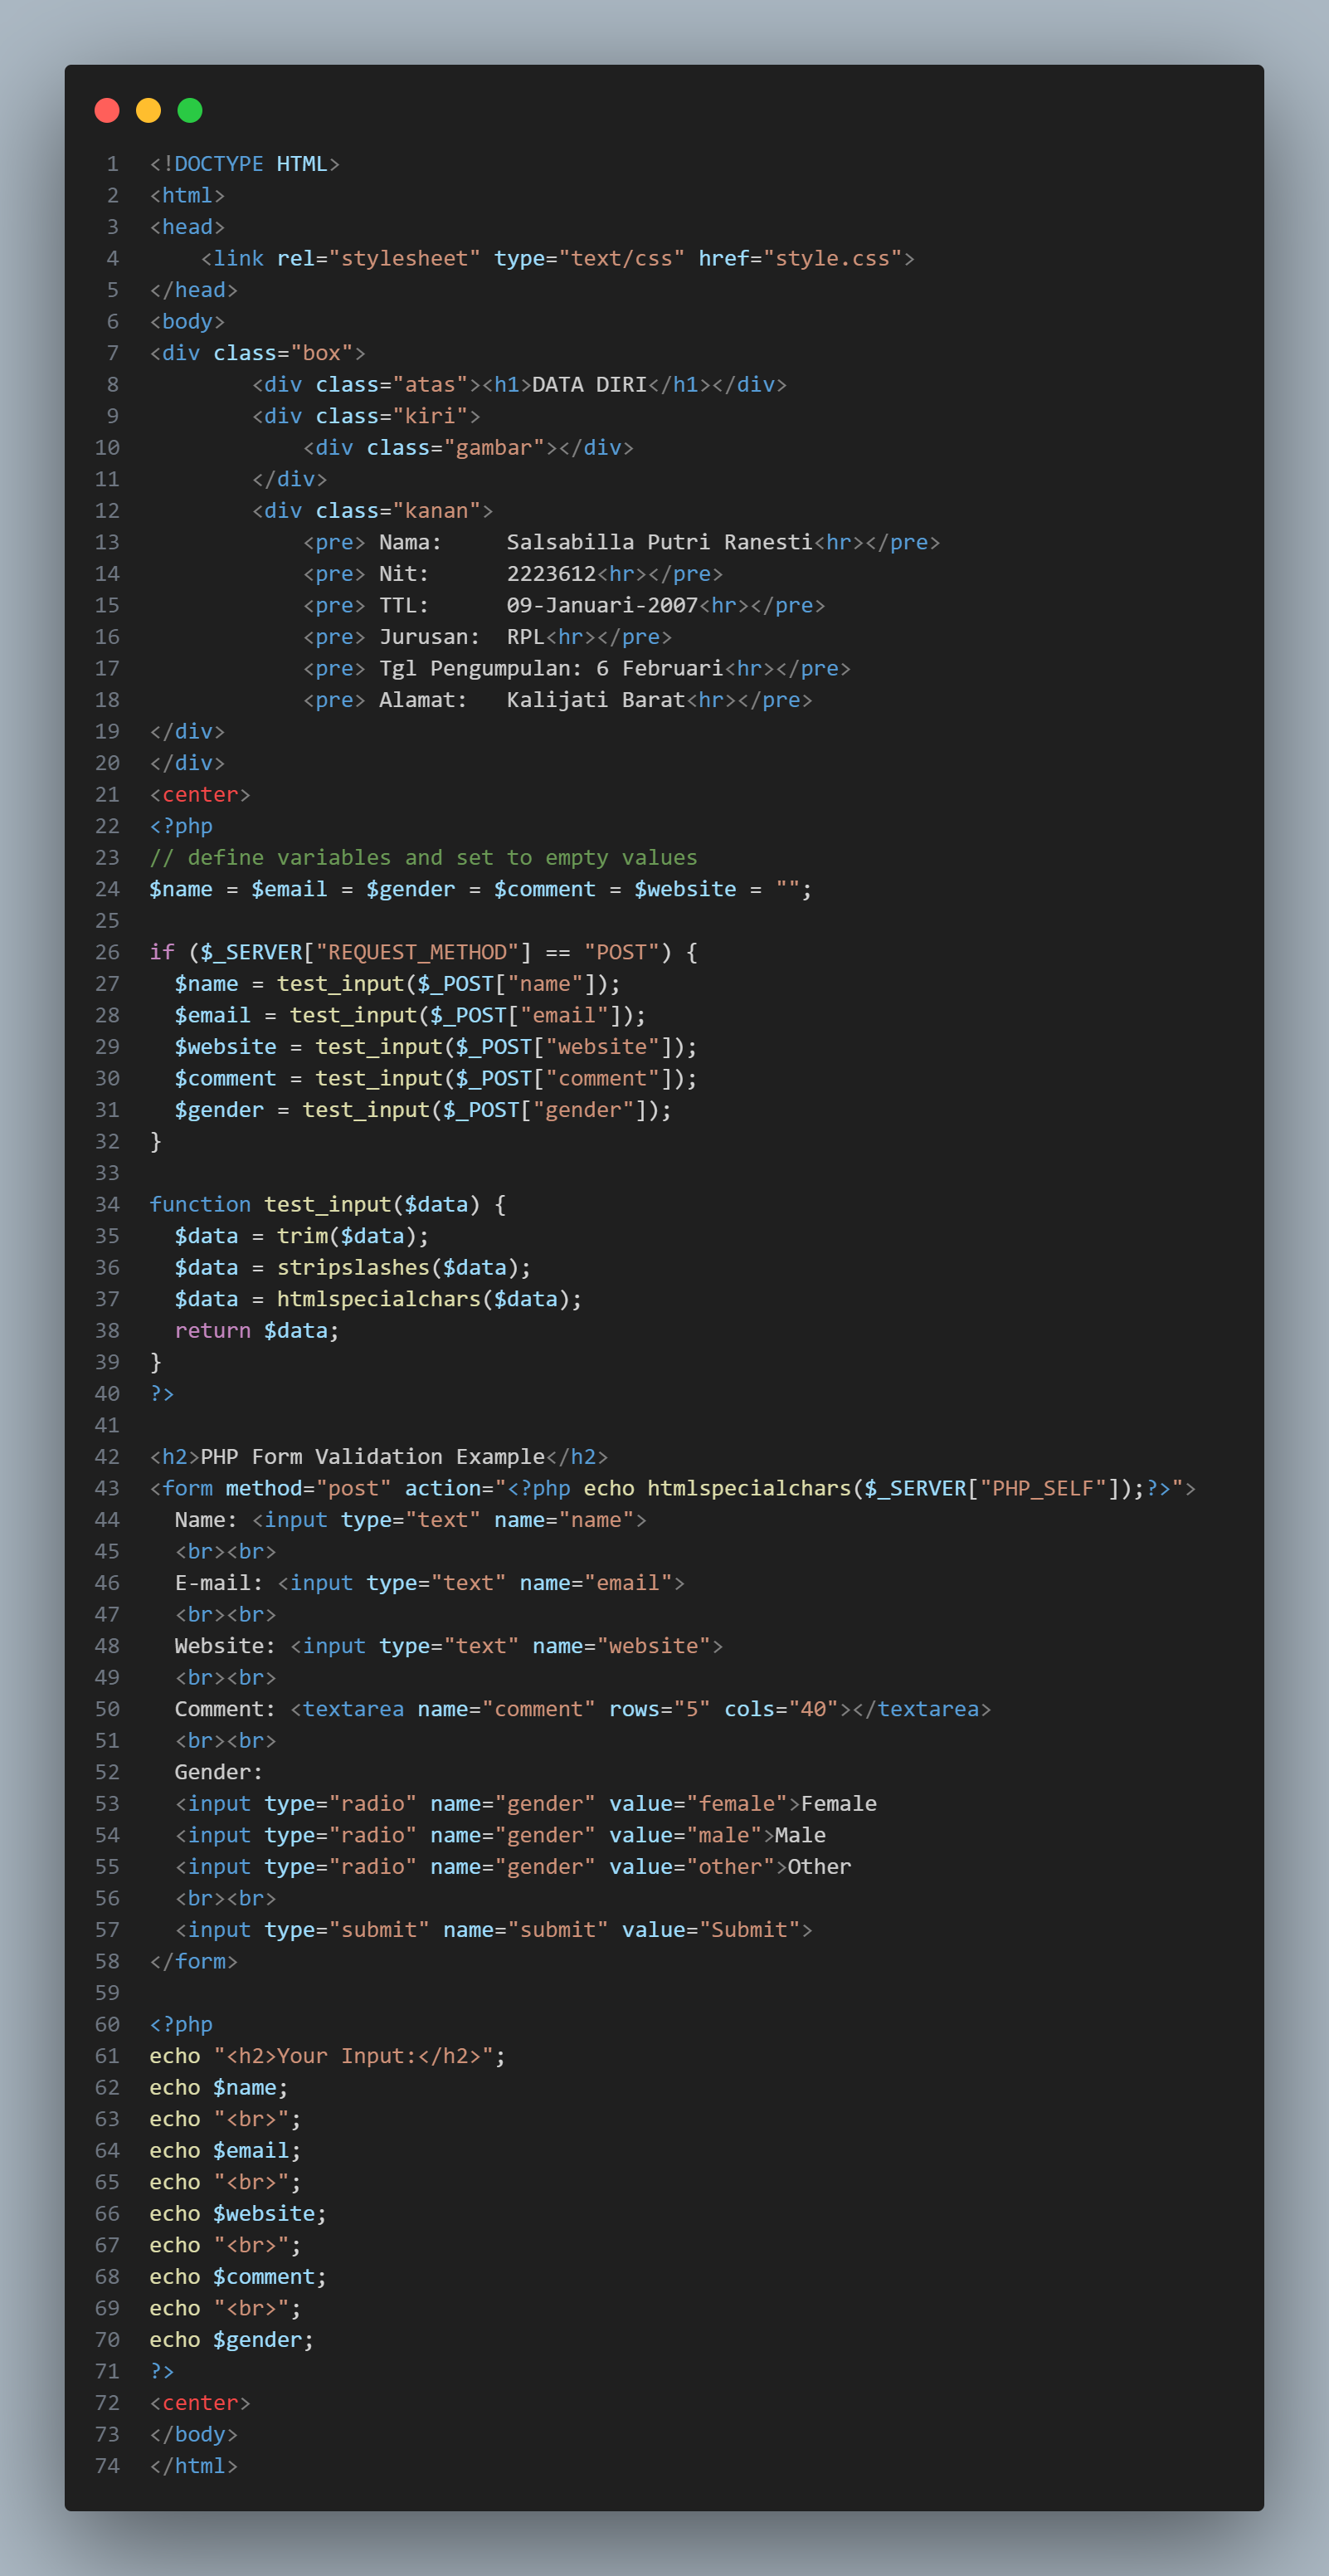 1 <!DOCTYPE HTML>
2 <html>
3 <head>
4     <link rel="stylesheet" type="text/css" href="style.css">
5 </head>
6 <body>
7 <div class="box">
8         <div class="atas"><h1>DATA DIRI</h1></div>
9         <div class="kiri">
10             <div class="gambar"></div>
11         </div>
12         <div class="kanan">
13             <pre> Nama:     Salsabilla Putri Ranesti<hr></pre>
14             <pre> Nit:      2223612<hr></pre>
15             <pre> TTL:      09-Januari-2007<hr></pre>
16             <pre> Jurusan:  RPL<hr></pre>
17             <pre> Tgl Pengumpulan: 6 Februari<hr></pre>
18             <pre> Alamat:   Kalijati Barat<hr></pre>
19 </div>
20 </div>
21 <center>
22 <?php
23 // define variables and set to empty values
24 $name = $email = $gender = $comment = $website = "";
25
26 if ($_SERVER["REQUEST_METHOD"] == "POST") {
27   $name = test_input($_POST["name"]);
28   $email = test_input($_POST["email"]);
29   $website = test_input($_POST["website"]);
30   $comment = test_input($_POST["comment"]);
31   $gender = test_input($_POST["gender"]);
32 }
33
34 function test_input($data) {
35   $data = trim($data);
36   $data = stripslashes($data);
37   $data = htmlspecialchars($data);
38   return $data;
39 }
40 ?>
41
42 <h2>PHP Form Validation Example</h2>
43 <form method="post" action="<?php echo htmlspecialchars($_SERVER["PHP_SELF"]);?>">
44   Name: <input type="text" name="name">
45   <br><br>
46   E-mail: <input type="text" name="email">
47   <br><br>
48   Website: <input type="text" name="website">
49   <br><br>
50   Comment: <textarea name="comment" rows="5" cols="40"></textarea>
51   <br><br>
52   Gender:
53   <input type="radio" name="gender" value="female">Female
54   <input type="radio" name="gender" value="male">Male
55   <input type="radio" name="gender" value="other">Other
56   <br><br>
57   <input type="submit" name="submit" value="Submit">
58 </form>
59
60 <?php
61 echo "<h2>Your Input:</h2>";
62 echo $name;
63 echo "<br>";
64 echo $email;
65 echo "<br>";
66 echo $website;
67 echo "<br>";
68 echo $comment;
69 echo "<br>";
70 echo $gender;
71 ?>
72 <center>
73 </body>
74 </html>